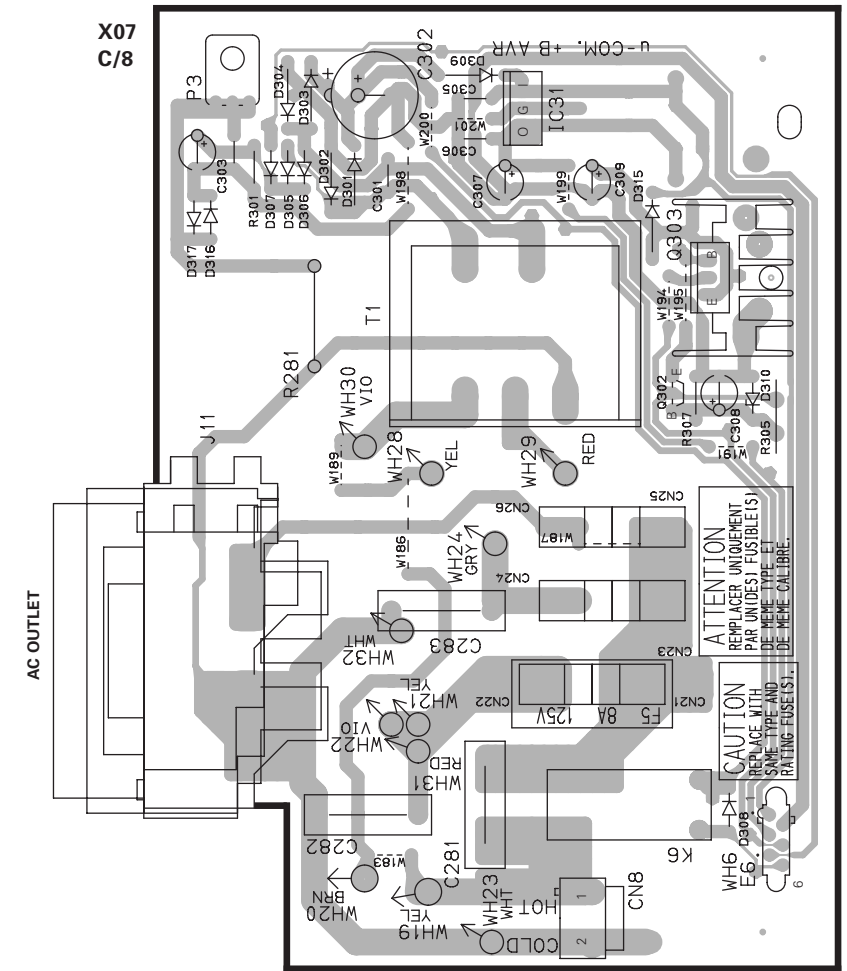 X07
C/8
u-COM. +B AVR
P3
D304
D303
C302
D309
C305
I
G
O
IC31
W200
W201
C306
C303
R301
D307
D305
D306
D302
D301
C301
W198
C307
W199
C309
D315
Q303
B
E
D317
D316
W194
W195
T1
R281
J11
WH30
VIO
W189
WH28
YEL
WH29
RED
Q302
E
B
R307
C308
W191
R305
D310
CN26
CN25
W187
W186
WH24
GRY
CN24
ATTENTION
REMPLACER UNIQUEMENT
PAR UN(DES) FUSIBLE(S)
DE MEME TYPE ET
DE MEME CALIBRE.
AC OUTLET
WHT
WH32
C283
CN23
YEL
WH21
VIO
WH22
CN22
CN21
125V
8A
F5
CAUTION
REPLACE WITH
SAME TYPE AND
RATING FUSE(S).
RED
WH31
C282
W183
C281
K6
D308
1
WH6
E6
6
BRN
WH20
YEL
WH19
WH23
WHT
HOT
COLD
1
2
CN8